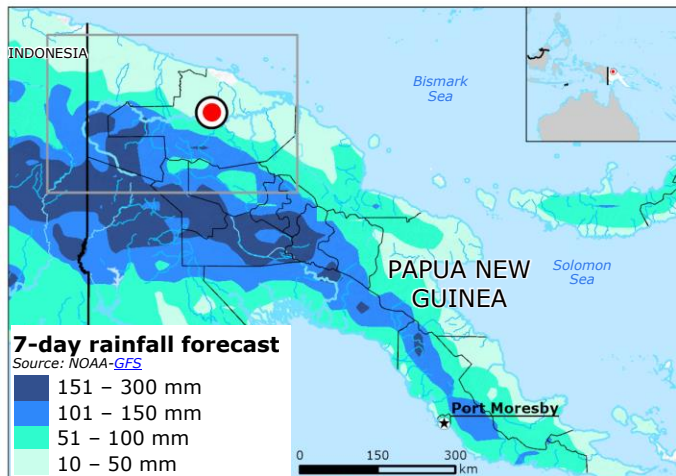 INDONESIA
Bismark
Sea
PAPUA NEW
GUINEA
Solomon
Sea
7-day rainfall forecast
Source: NOAA-GFS
151 – 300 mm
101 – 150 mm
51 – 100 mm
10 – 50 mm
Port Moresby
0 150 300
km